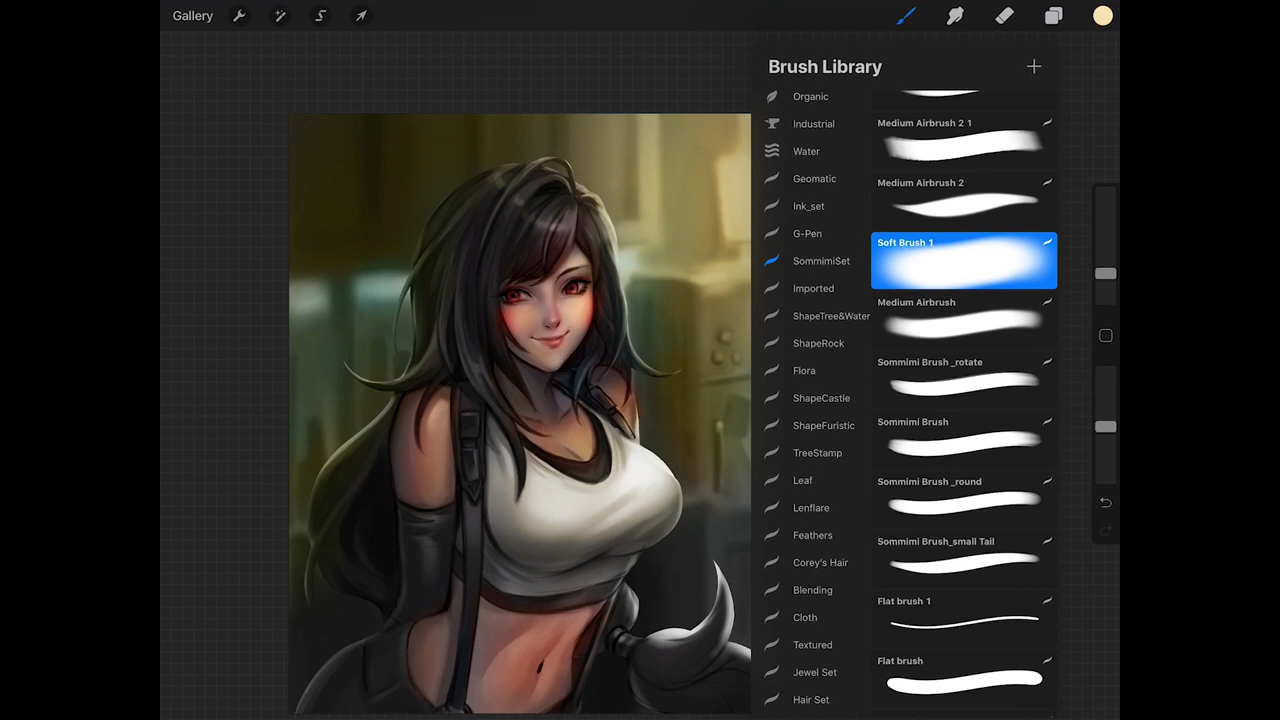 Gallery
Brush Library
Organic
Industrial
Water
Geomatic
Ink_set
G-Pen
SommimiSet
Imported
ShapeTree&Water
ShapeRock
Flora
ShapeCastle
ShapeFuristic
TreeStamp
Leaf
Lenflare
Feathers
Corey's Hair
Blending
Cloth
Textured
Jewel Set
Hair Set
Medium Airbrush 2 1
Medium Airbrush 2
Soft Brush 1
Medium Airbrush
Sommimi Brush _rotate
Sommimi Brush
Sommimi Brush _round
Sommimi Brush_small Tail
Flat brush 1
Flat brush